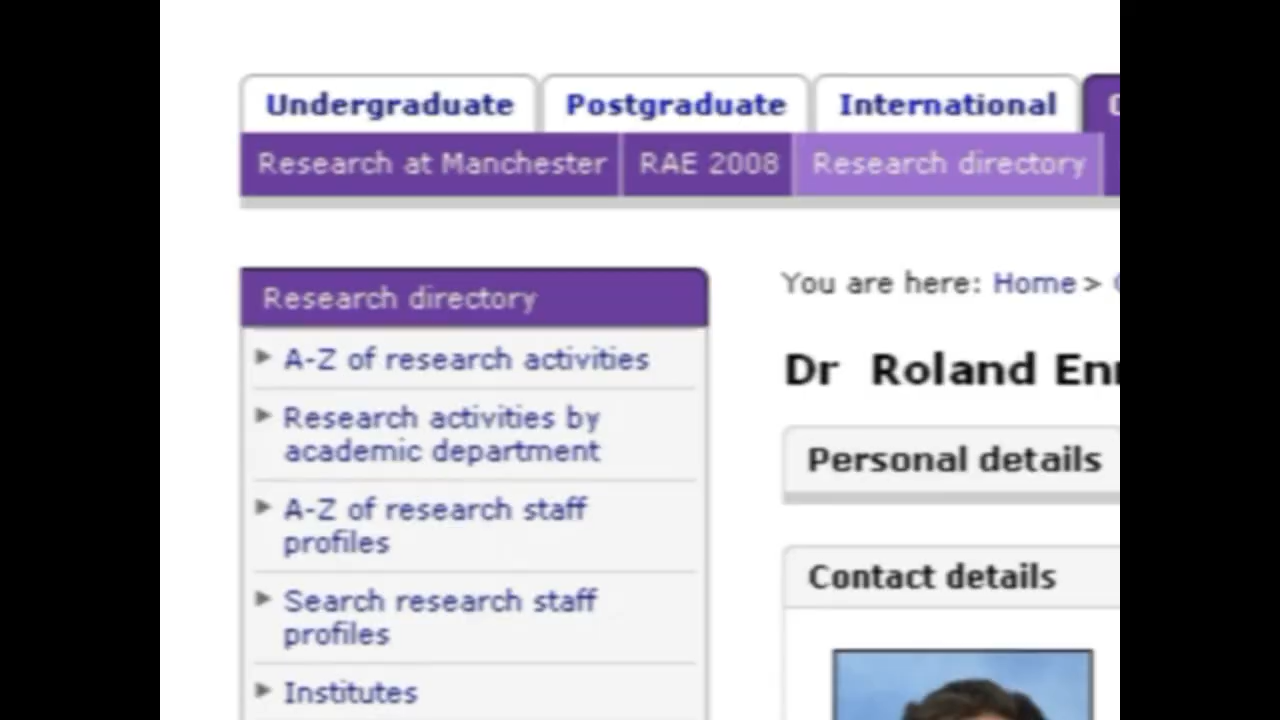 Undergraduate
Postgraduate
International
Research at Manchester
RAE 2008
Research directory
Research directory
You are here: Home >
A-Z of research activities
Dr Roland
Research activities by
academic department
Personal details
A-Z of research staff
profiles
Contact details
Search research staff
profiles
Institutes